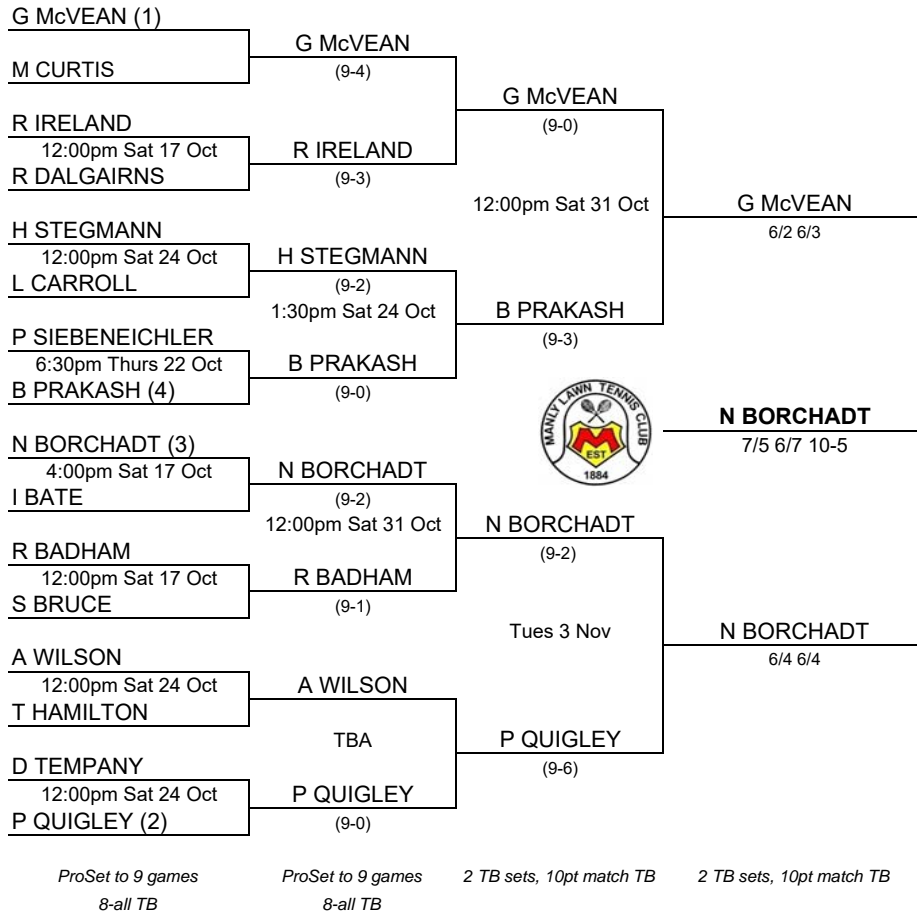 G McVEAN (1)
M CURTIS
R IRELAND
12:00pm Sat 17 Oct
R DALGAIRNS
H STEGMANN
12:00pm Sat 24 Oct
L CARROLL
P SIEBENEICHLER
6:30pm Thurs 22 Oct
B PRAKASH (4)
N BORCHADT (3)
4:00pm Sat 17 Oct
I BATE
R BADHAM
12:00pm Sat 17 Oct
S BRUCE
A WILSON
12:00pm Sat 24 Oct
T HAMILTON
D TEMPANY
12:00pm Sat 24 Oct
P QUIGLEY (2)
ProSet to 9 games
8-all TB
G McVEAN
(9-4)
R IRELAND
(9-3)
H STEGMANN
(9-2)
1:30pm Sat 24 Oct
B PRAKASH
(9-0)
N BORCHADT
(9-2)
12:00pm Sat 31 Oct
R BADHAM
(9-1)
A WILSON
TBA
P QUIGLEY
(9-0)
ProSet to 9 games
8-all TB
G McVEAN
(9-0)
12:00pm Sat 31 Oct
B PRAKASH
(9-3)
MANLY LAWN TENNIS CLUB
M
EST
1884
N BORCHADT
(9-2)
Tues 3 Nov
P QUIGLEY
(9-6)
2 TB sets, 10pt match TB
G McVEAN
6/2 6/3
N BORCHADT
7/5 6/7 10-5
N BORCHADT
6/4 6/4
2 TB sets, 10pt match TB